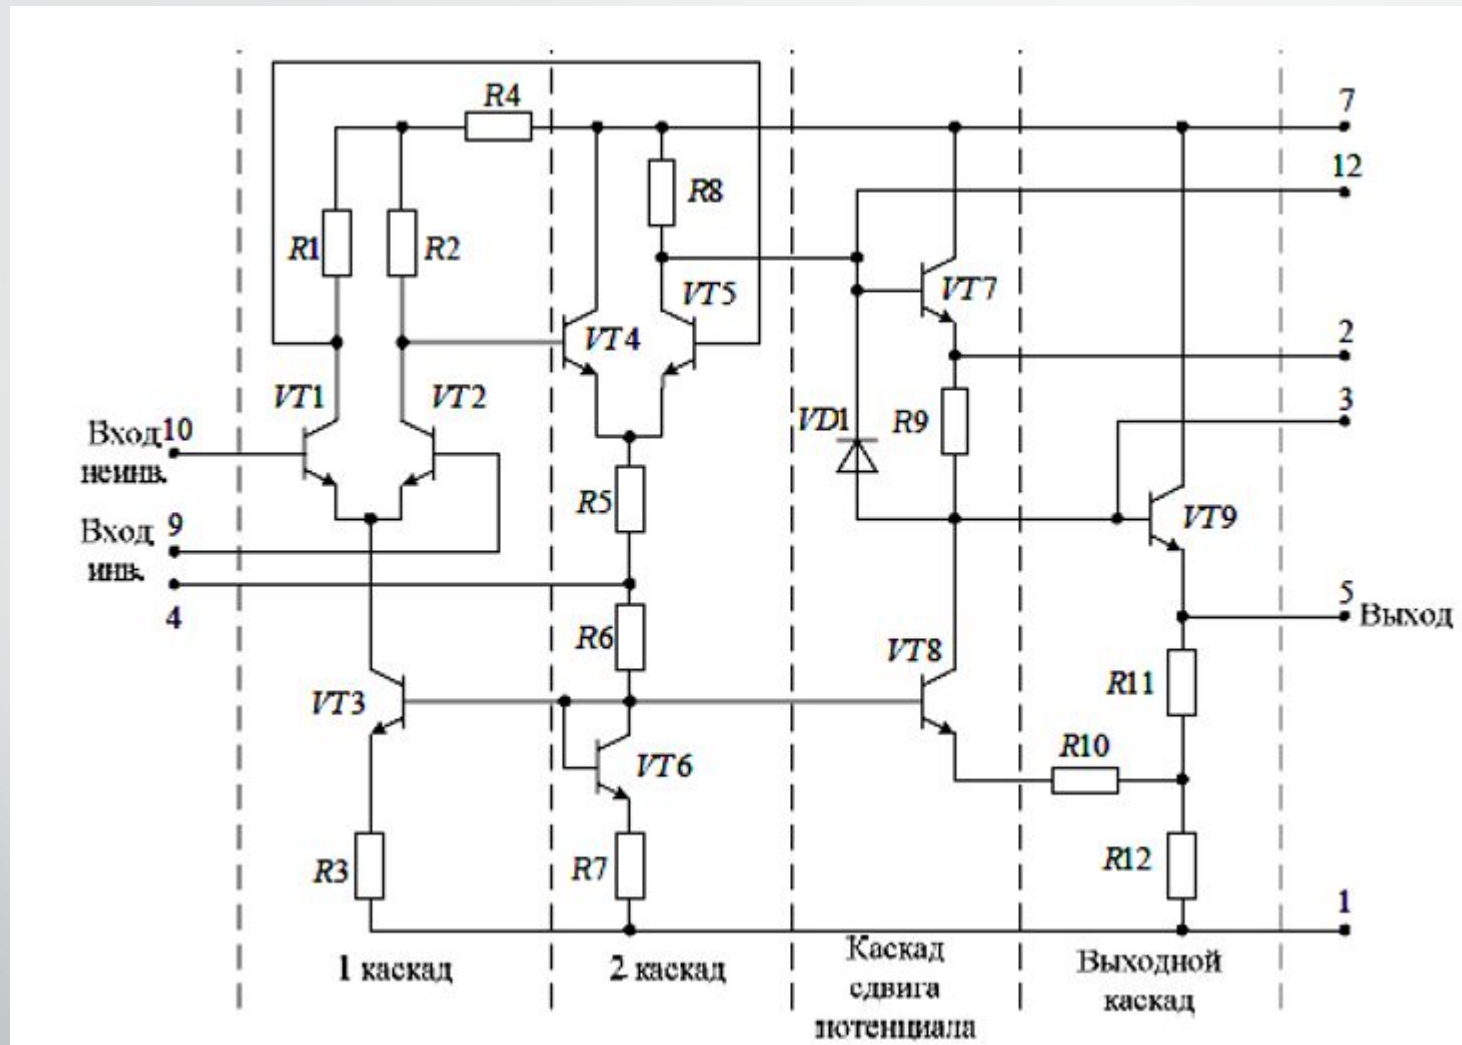 R4
7
12
R1
R2
R8
VT5
VT7
VT4
2
VT1
VT2
VD1
R9
3
Вход 10
неинв.
R5
VT9
Вход 9
инв.
4
R6
5
Выход
VT8
VT3
R11
R10
VT6
R3
R7
R12
1
1 каскад
2 каскад
Каскад
сдвига
потенциала
Выходной
каскад